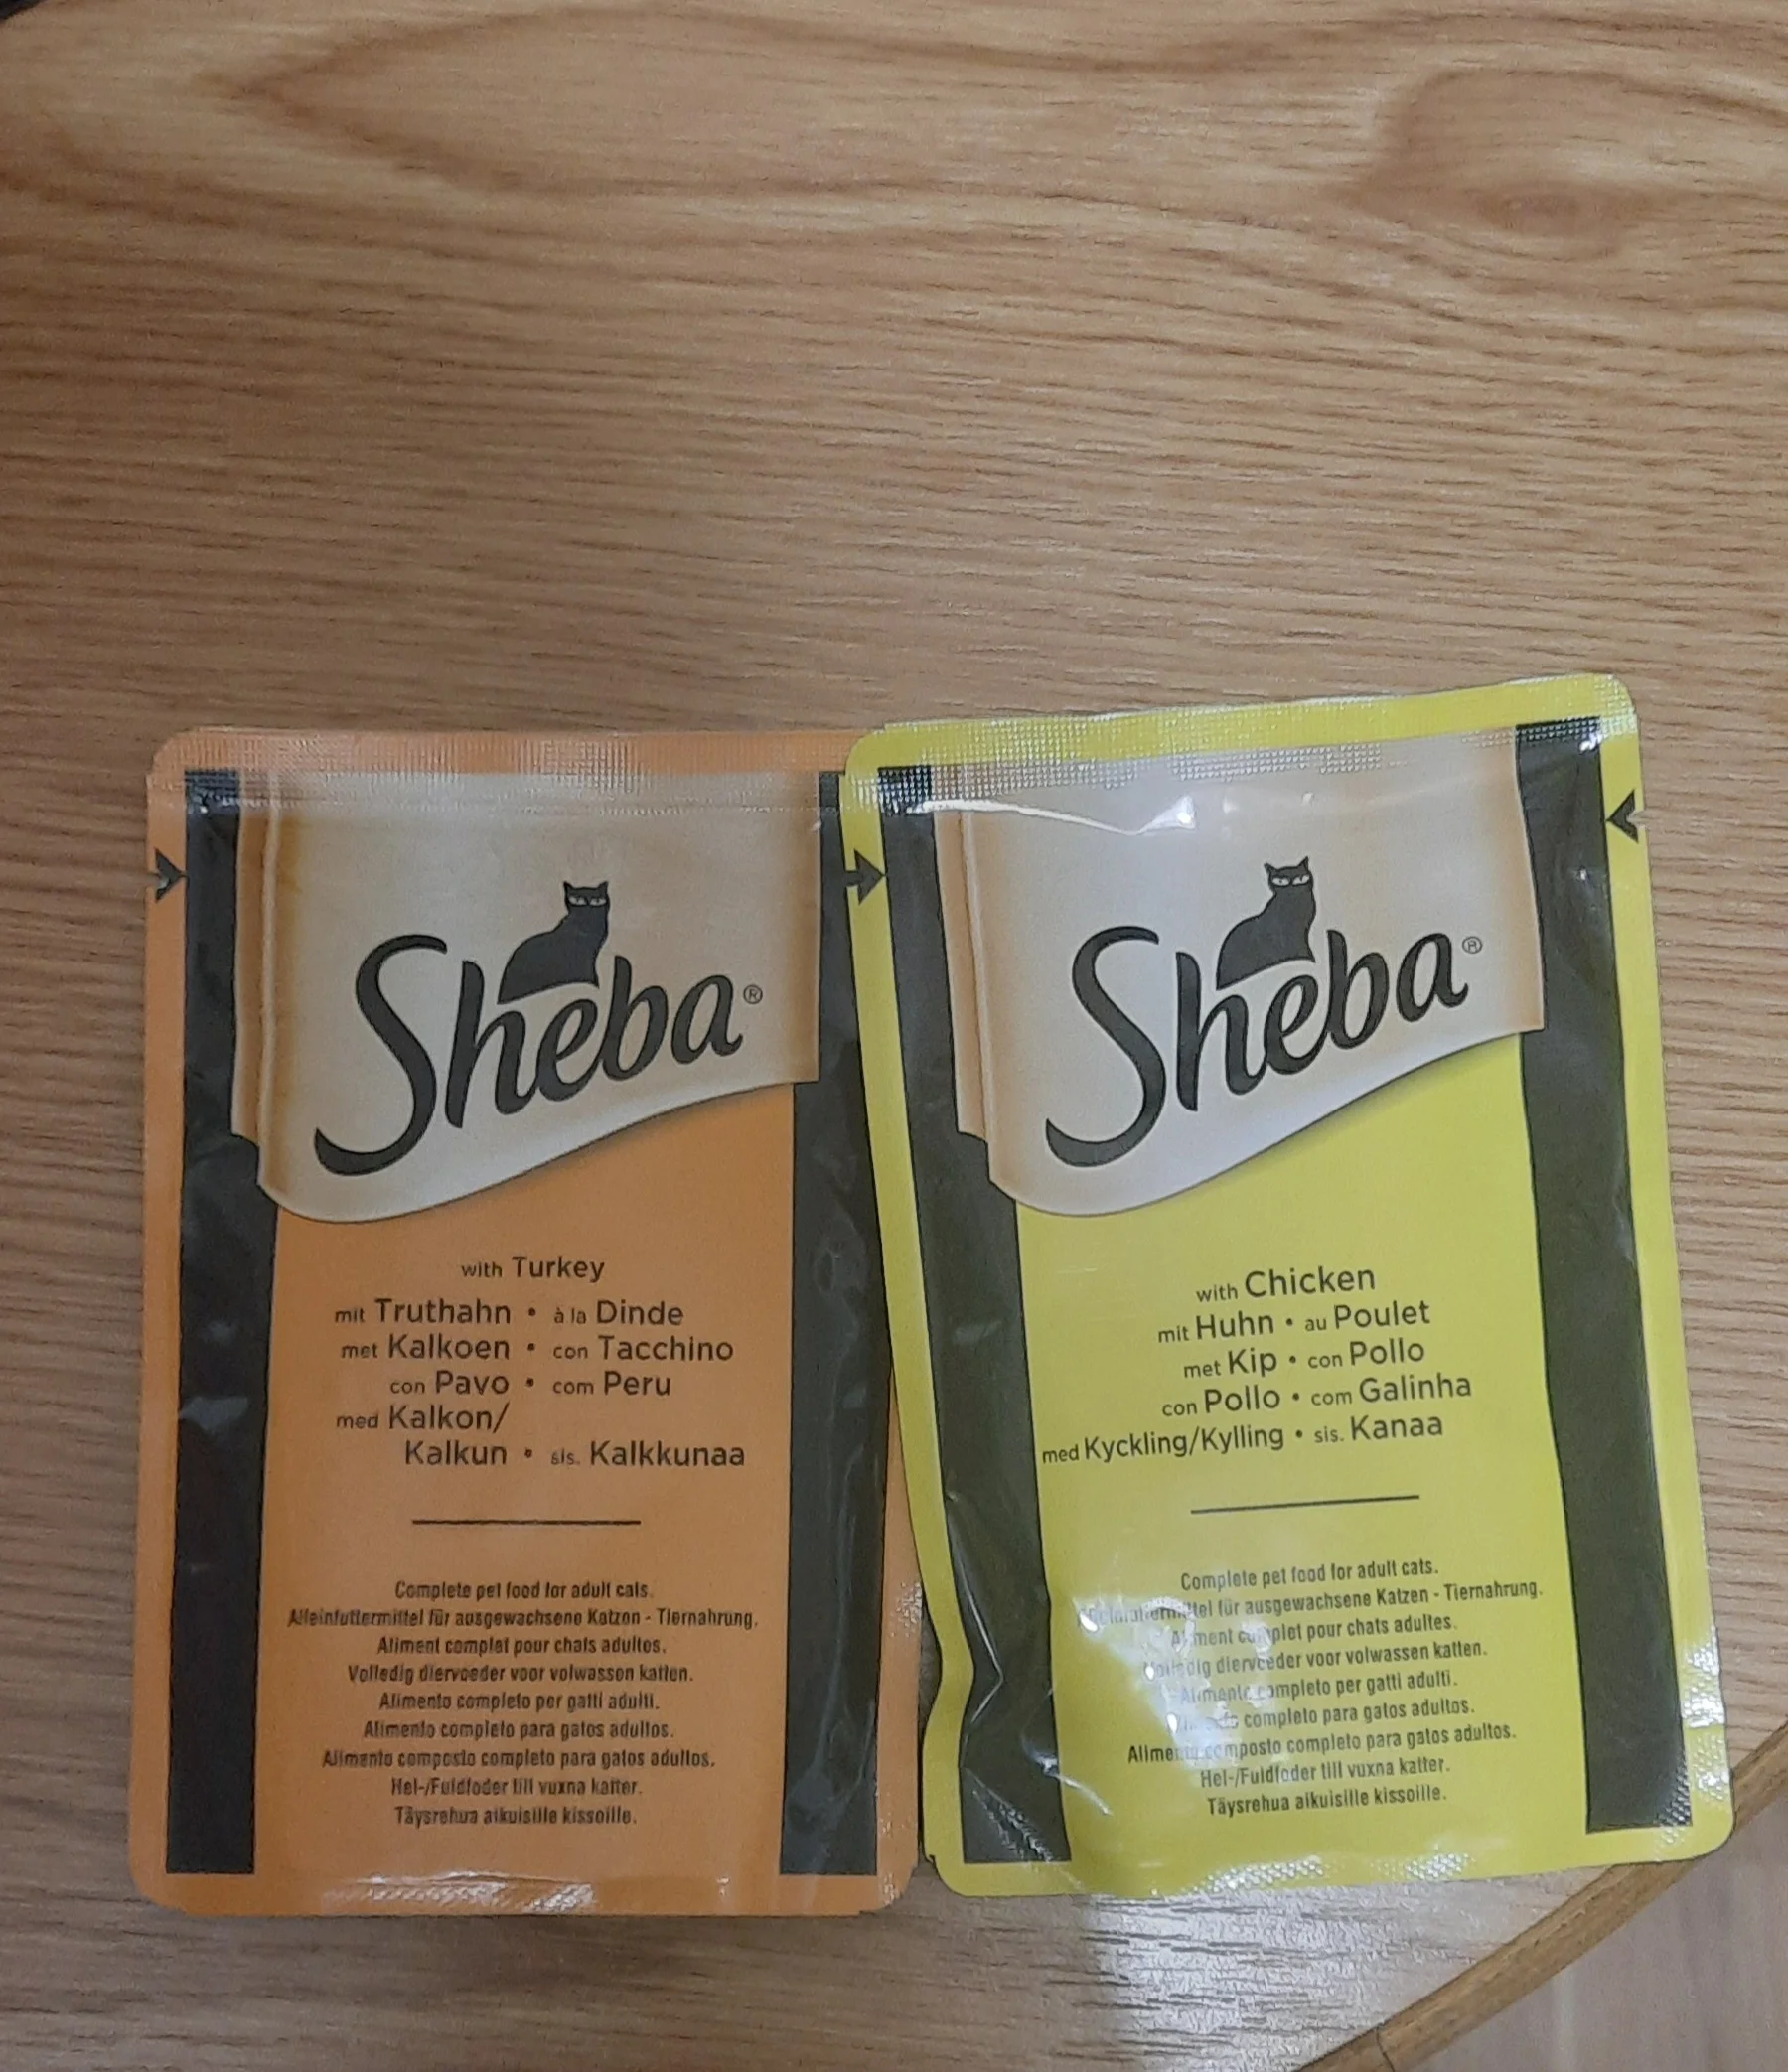 Sheba®
with Turkey
mit Truthahn • à la Dinde
met Kalkoen • con Tacchino
con Pavo • com Peru
med Kalkon/
Kalkun • sis. Kalkkunaa
Complete pet food for adult cats.
Alleinfuttermittel für ausgewachsene Katzen - Tiernahrung.
Aliment complet pour chats adultes.
Volledig diervoeder voor volwassen katten.
Alimento completo per gatti adulti.
Alimento completo para gatos adultos.
Alimento composto completo para gatos adultos.
Hel-/Fuldfoder till vuxna katter.
Täysrehua aikuisille kissoille.
Sheba®
with Chicken
mit Huhn • au Poulet
met Kip • con Pollo
con Pollo • com Galinha
med Kyckling/Kylling • sis. Kanaa
Complete pet food for adult cats.
Alleinfuttermittel für ausgewachsene Katzen - Tiernahrung.
Aliment complet pour chats adultes.
Volledig diervoeder voor volwassen katten.
Alimento completo per gatti adulti.
Alimento completo para gatos adultos.
Alimento composto completo para gatos adultos.
Hel-/Fuldfoder till vuxna katter.
Täysrehua aikuisille kissoille.